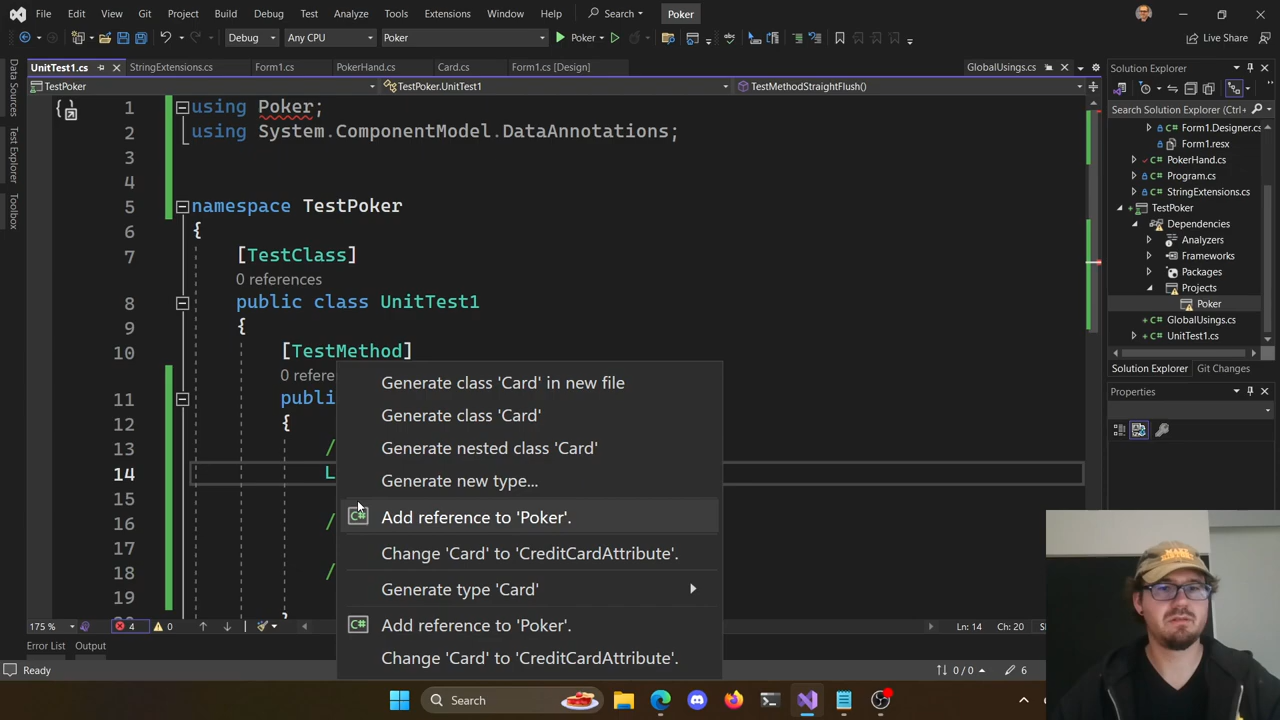 File Edit View Git Project Build Debug Test Analyze Tools Extensions Window Help Search Poker
Debug Any CPU Poker Poker Live Share
UnitTest1.cs StringExtensions.cs Form1.cs PokerHand.cs Card.cs Form1.cs [Design] GlobalUsings.cs
TestPoker TestPoker.UnitTest1 TestMethodStraightFlush()
Data Sources
Test Explorer
Toolbox
1 using Poker;
2 using System.ComponentModel.DataAnnotations;
3
4
5 namespace TestPoker
6 {
7 [TestClass]
0 references
8 public class UnitTest1
9 {
10 [TestMethod]
0 refere
11 publi
12 {
13 /
14 L
15
16 /
17
18 /
19
Generate class 'Card' in new file
Generate class 'Card'
Generate nested class 'Card'
Generate new type...
Add reference to 'Poker'.
Change 'Card' to 'CreditCardAttribute'.
Generate type 'Card'
Add reference to 'Poker'.
Change 'Card' to 'CreditCardAttribute'.
Solution Explorer
Search Solution Explorer (Ctrl+
Form1.Designer.cs
Form1.resx
PokerHand.cs
Program.cs
StringExtensions.cs
TestPoker
Dependencies
Analyzers
Frameworks
Packages
Projects
Poker
GlobalUsings.cs
UnitTest1.cs
Solution Explorer Git Changes
Properties
175 % 4 0 Ln: 14 Ch: 20
Error List Output
Ready 0 / 0 6
Search